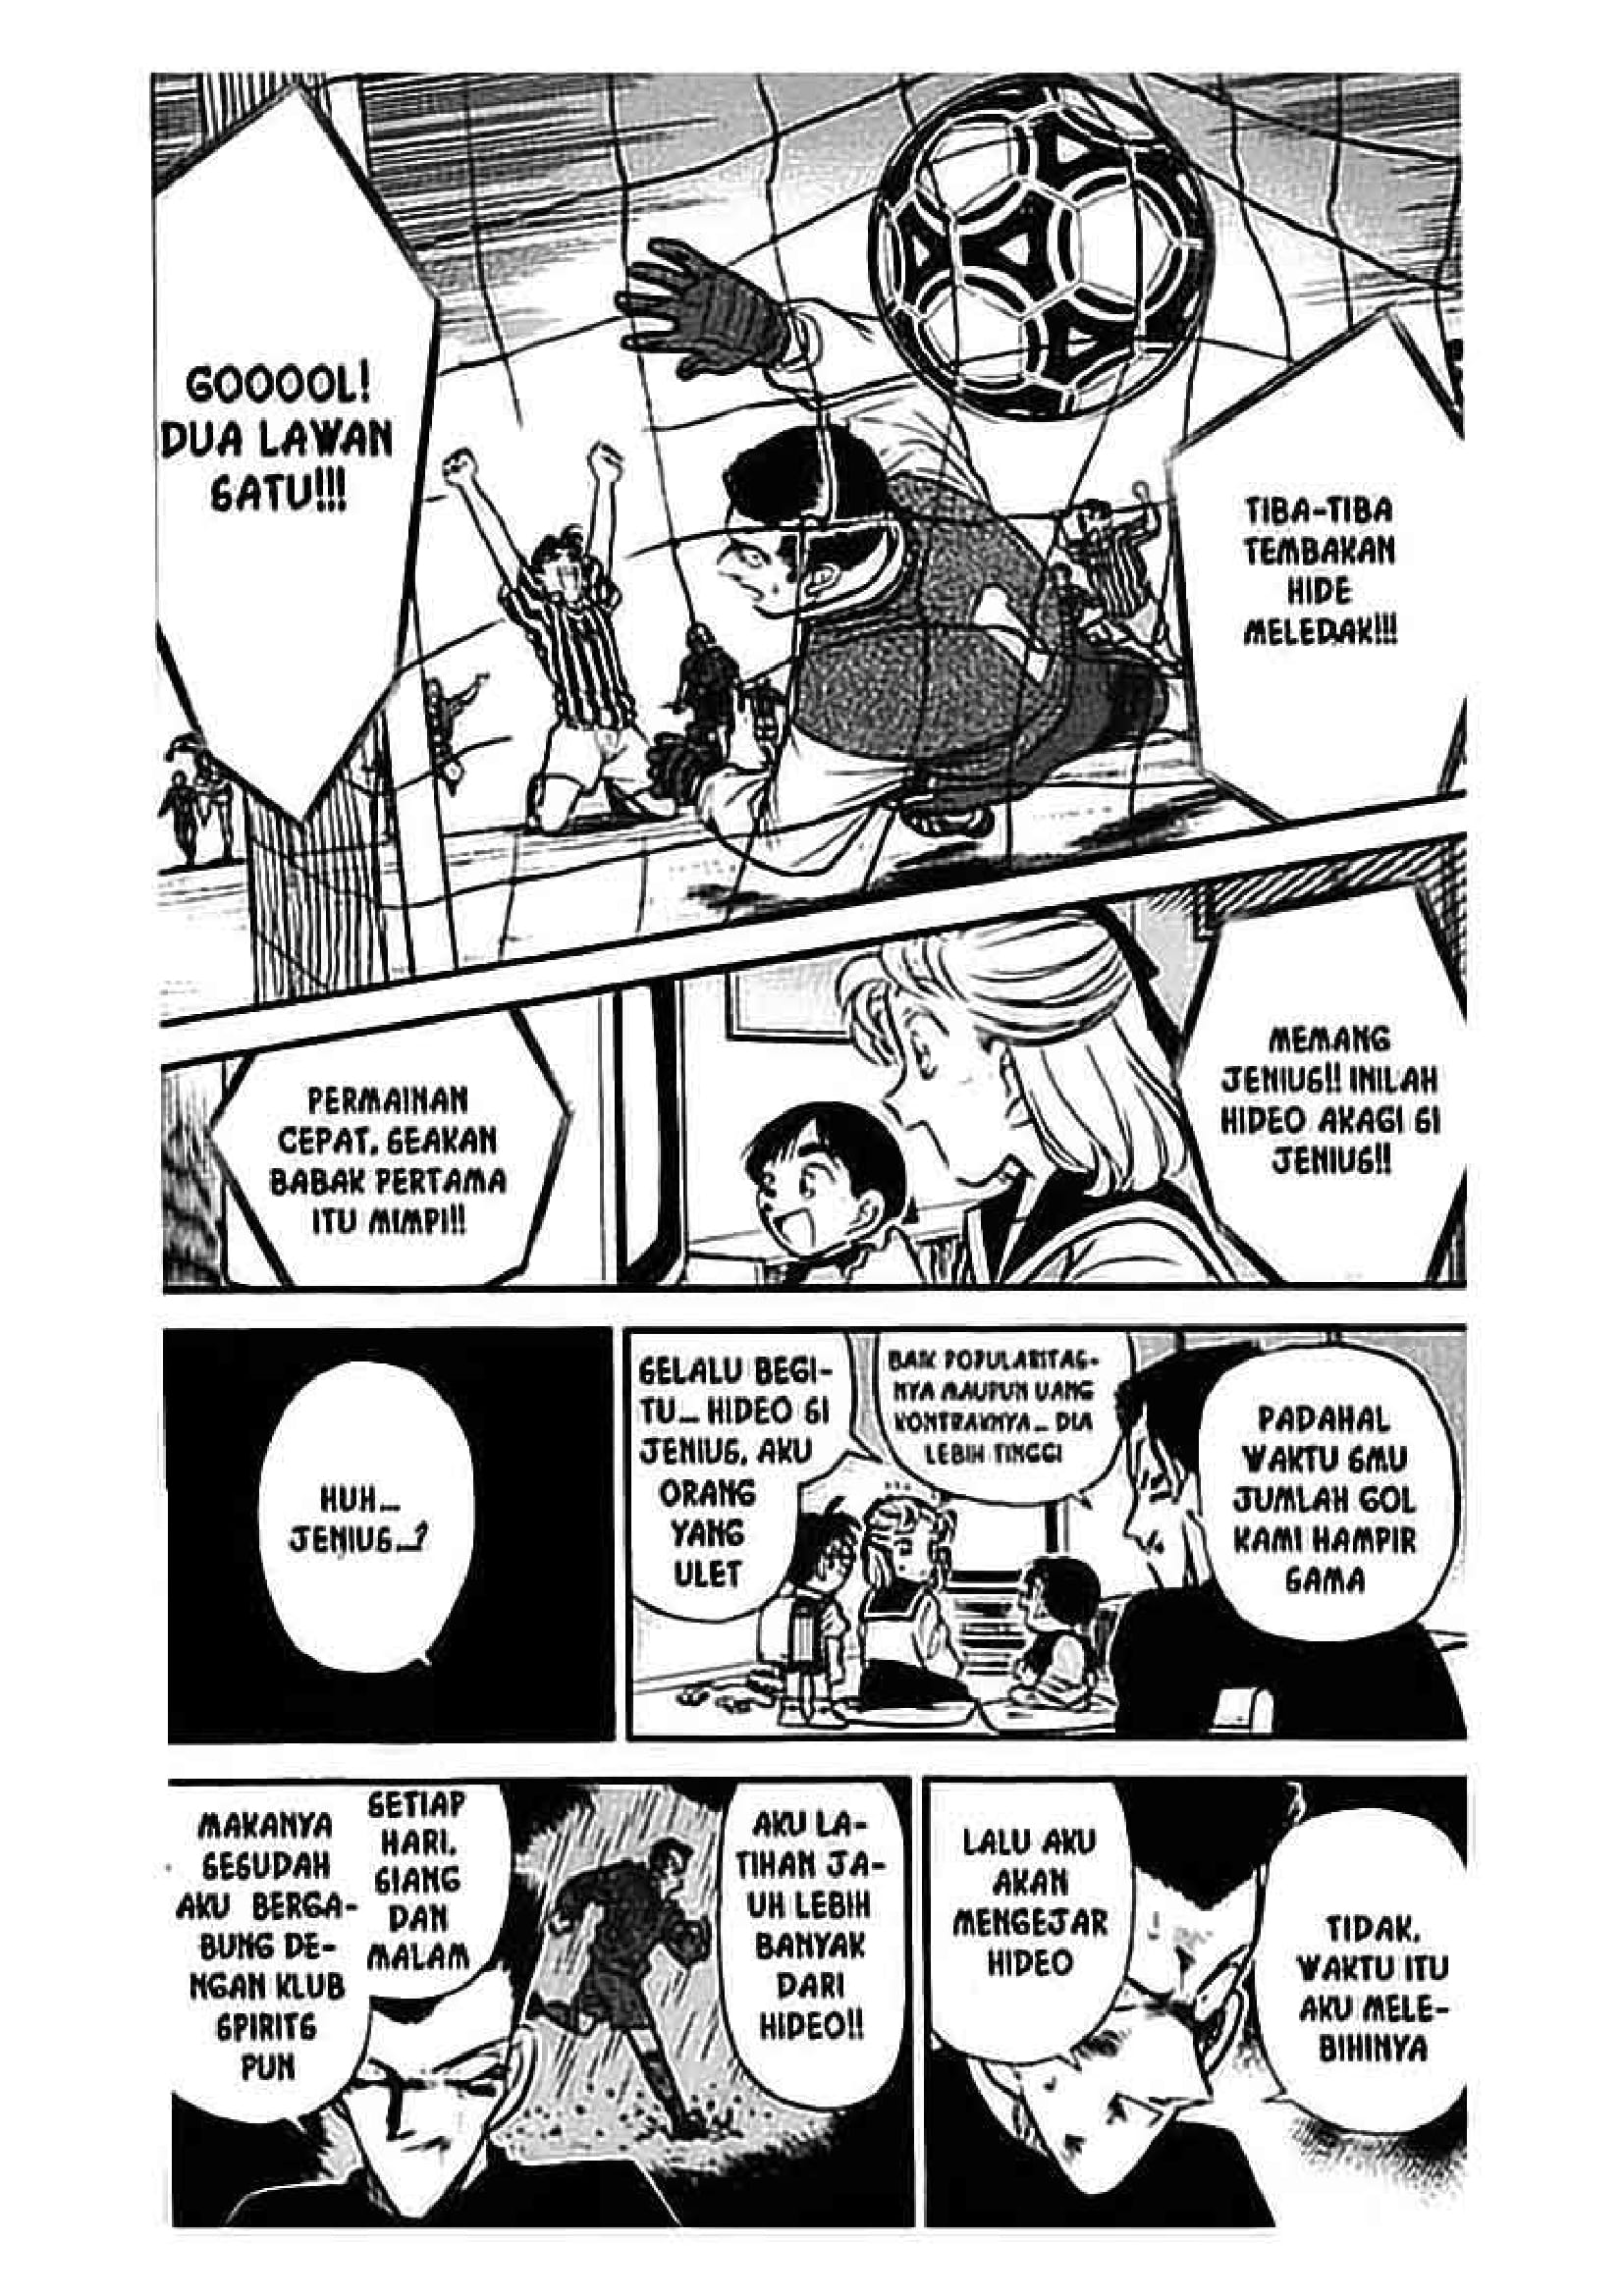 TIBA-TIBA
TEMBAKAN
HIDE
MELEDAK!!!
GOOOOL!
DUA LAWAN
SATU!!!
MEMANG
JENIUS!! INILAH
HIDEO AKAGI SI
JENIUS!!
PERMAINAN
CEPAT, SEAKAN
BABAK PERTAMA
ITU MIMPI!!
PADAHAL
WAKTU SMU
JUMLAH GOL
KAMI HAMPIR
SAMA
BAIK POPULARITAS-
NYA MAUPUN UANG
KONTRAKNYA... DIA
LEBIH TINGGI
SELALU BEGI-
TU... HIDEO SI
JENIUS, AKU
ORANG
YANG
ULET
HUH...
JENIUS...?
TIDAK,
WAKTU ITU
AKU MELE-
BIHINYA
LALU AKU
AKAN
MENGEJAR
HIDEO
AKU LA-
TIHAN JA-
UH LEBIH
BANYAK
DARI
HIDEO!!
SETIAP
HARI,
SIANG
DAN
MALAM
MAKANYA
SESUDAH
AKU BERGA-
BUNG DE-
NGAN KLUB
SPIRITS
PUN